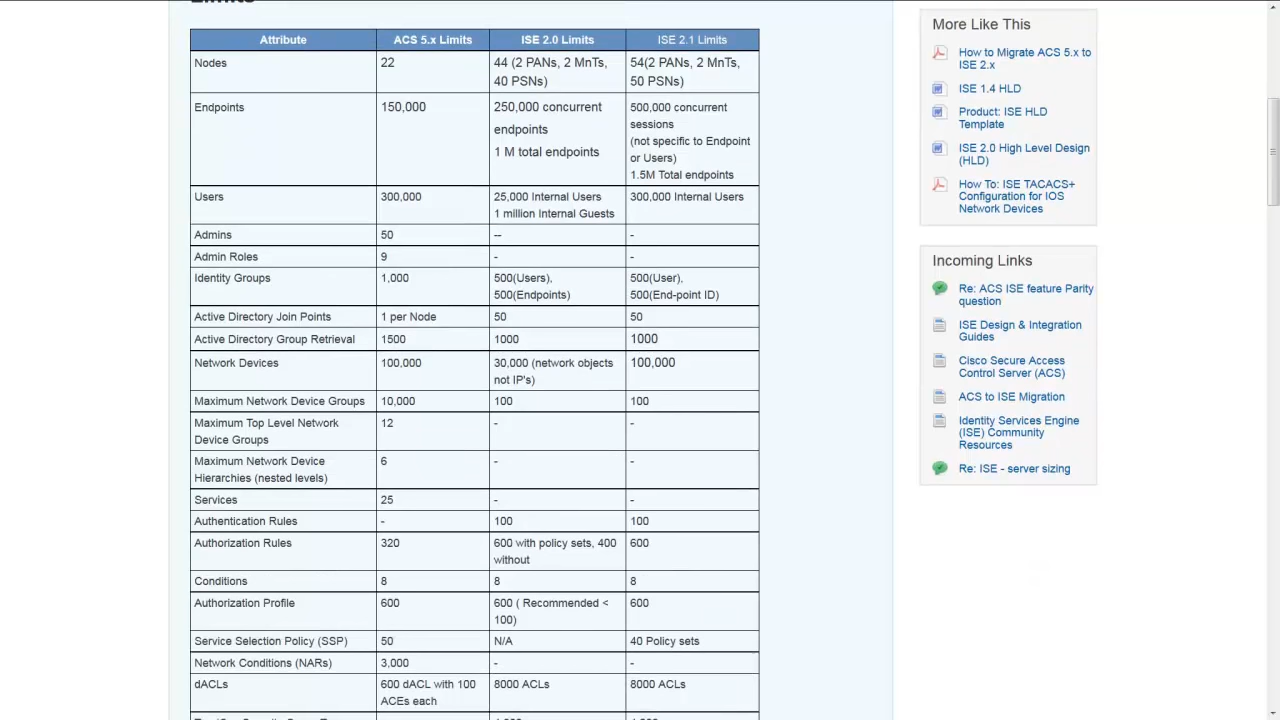 Limits
Attribute ACS 5.x Limits ISE 2.0 Limits ISE 2.1 Limits
Nodes 22 44 (2 PANs, 2 MnTs, 54(2 PANs, 2 MnTs,
40 PSNs) 50 PSNs)
Endpoints 150,000 250,000 concurrent 500,000 concurrent
endpoints sessions
1 M total endpoints (not specific to Endpoint
or Users)
1.5M Total endpoints
Users 300,000 25,000 Internal Users 300,000 Internal Users
1 million Internal Guests
Admins 50 -- -
Admin Roles 9 - -
Identity Groups 1,000 500(Users), 500(User),
500(Endpoints) 500(End-point ID)
Active Directory Join Points 1 per Node 50 50
Active Directory Group Retrieval 1500 1000 1000
Network Devices 100,000 30,000 (network objects 100,000
not IP's)
Maximum Network Device Groups 10,000 100 100
Maximum Top Level Network 12 - -
Device Groups
Maximum Network Device 6 - -
Hierarchies (nested levels)
Services 25 - -
Authentication Rules - 100 100
Authorization Rules 320 600 with policy sets, 400 600
without
Conditions 8 8 8
Authorization Profile 600 600 ( Recommended < 600
100)
Service Selection Policy (SSP) 50 N/A 40 Policy sets
Network Conditions (NARs) 3,000 - -
dACLs 600 dACL with 100 8000 ACLs 8000 ACLs
ACEs each
More Like This
How to Migrate ACS 5.x to
ISE 2.x
ISE 1.4 HLD
Product: ISE HLD
Template
ISE 2.0 High Level Design
(HLD)
How To: ISE TACACS+
Configuration for IOS
Network Devices
Incoming Links
Re: ACS ISE feature Parity
question
ISE Design & Integration
Guides
Cisco Secure Access
Control Server (ACS)
ACS to ISE Migration
Identity Services Engine
(ISE) Community
Resources
Re: ISE - server sizing